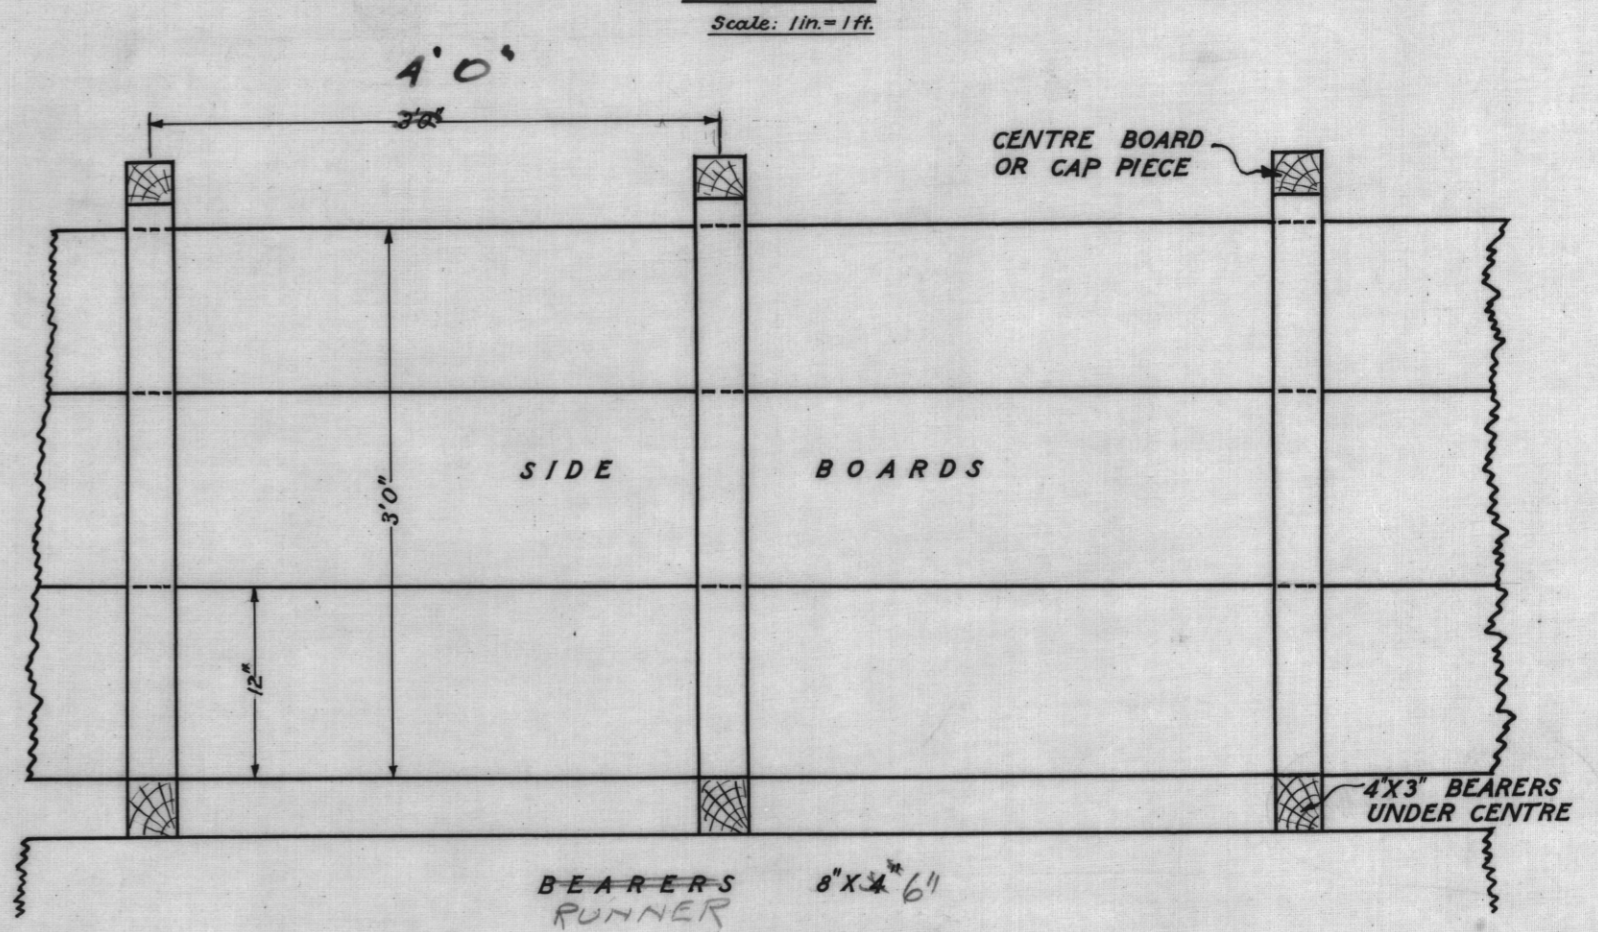 Scale: 1in.= 1ft.
4' 0"
3'0"
CENTRE BOARD
OR CAP PIECE
SIDE BOARDS
3'0"
12"
4"X3" BEARERS
UNDER CENTRE
BEARERS 8"X4" 6"
RUNNER